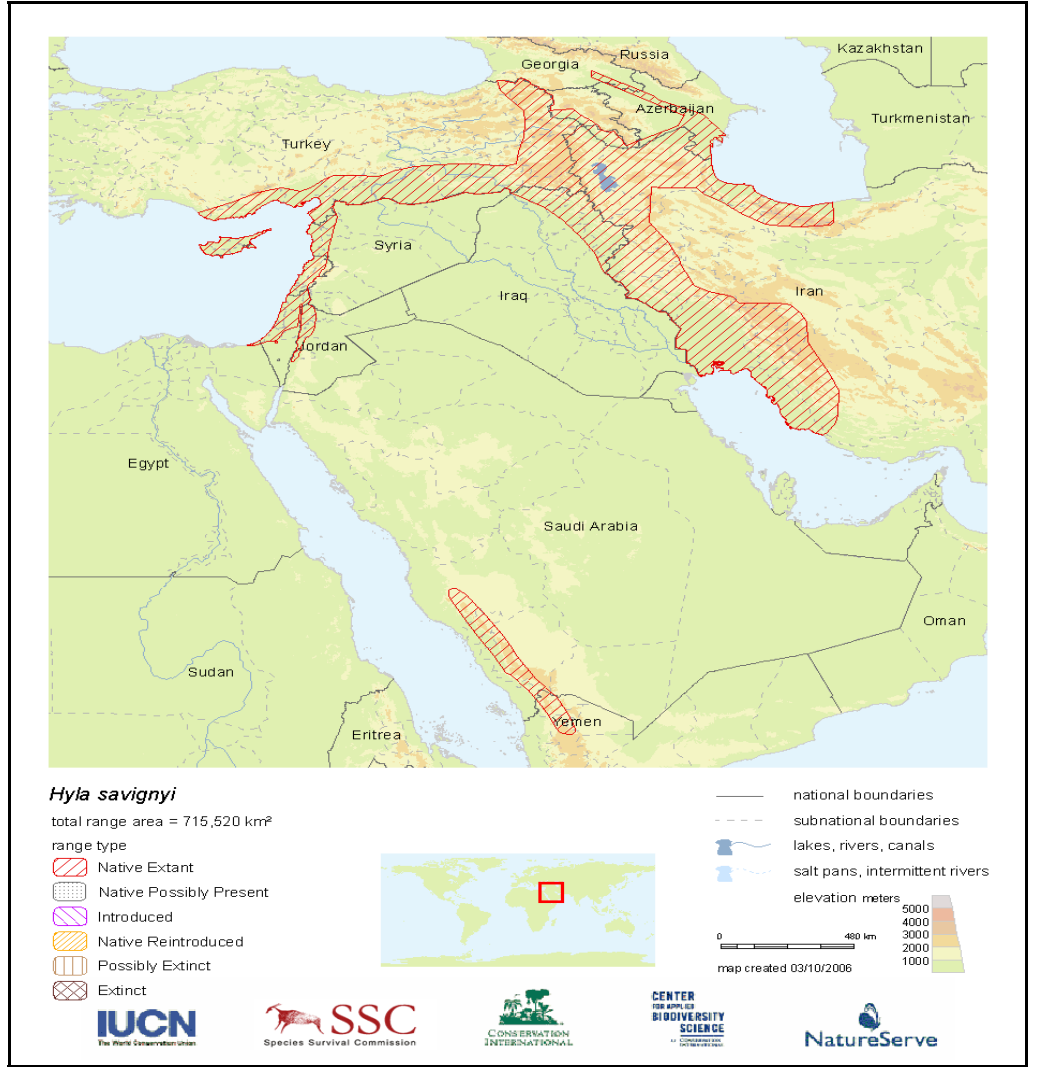 Kazakhstan
Russia
Georgia
Azerbaijan
Turkmenistan
Turkey
Syria
Iran
Iraq
Jordan
Egypt
Saudi Arabia
Oman
Sudan
Yemen
Eritrea
Hyla savignyi
total range area = 715,520 km²
range type
Native Extant
Native Possibly Present
Introduced
Native Reintroduced
Possibly Extinct
Extinct
national boundaries
subnational boundaries
lakes, rivers, canals
salt pans, intermittent rivers
elevation meters
5000
4000
3000
2000
1000
0 480 km
map created 03/10/2006
IUCN
The World Conservation Union
SSC
Species Survival Commission
CONSERVATION
INTERNATIONAL
CENTER
FOR APPLIED
BIODIVERSITY
SCIENCE
AT CONSERVATION
INTERNATIONAL
NatureServe